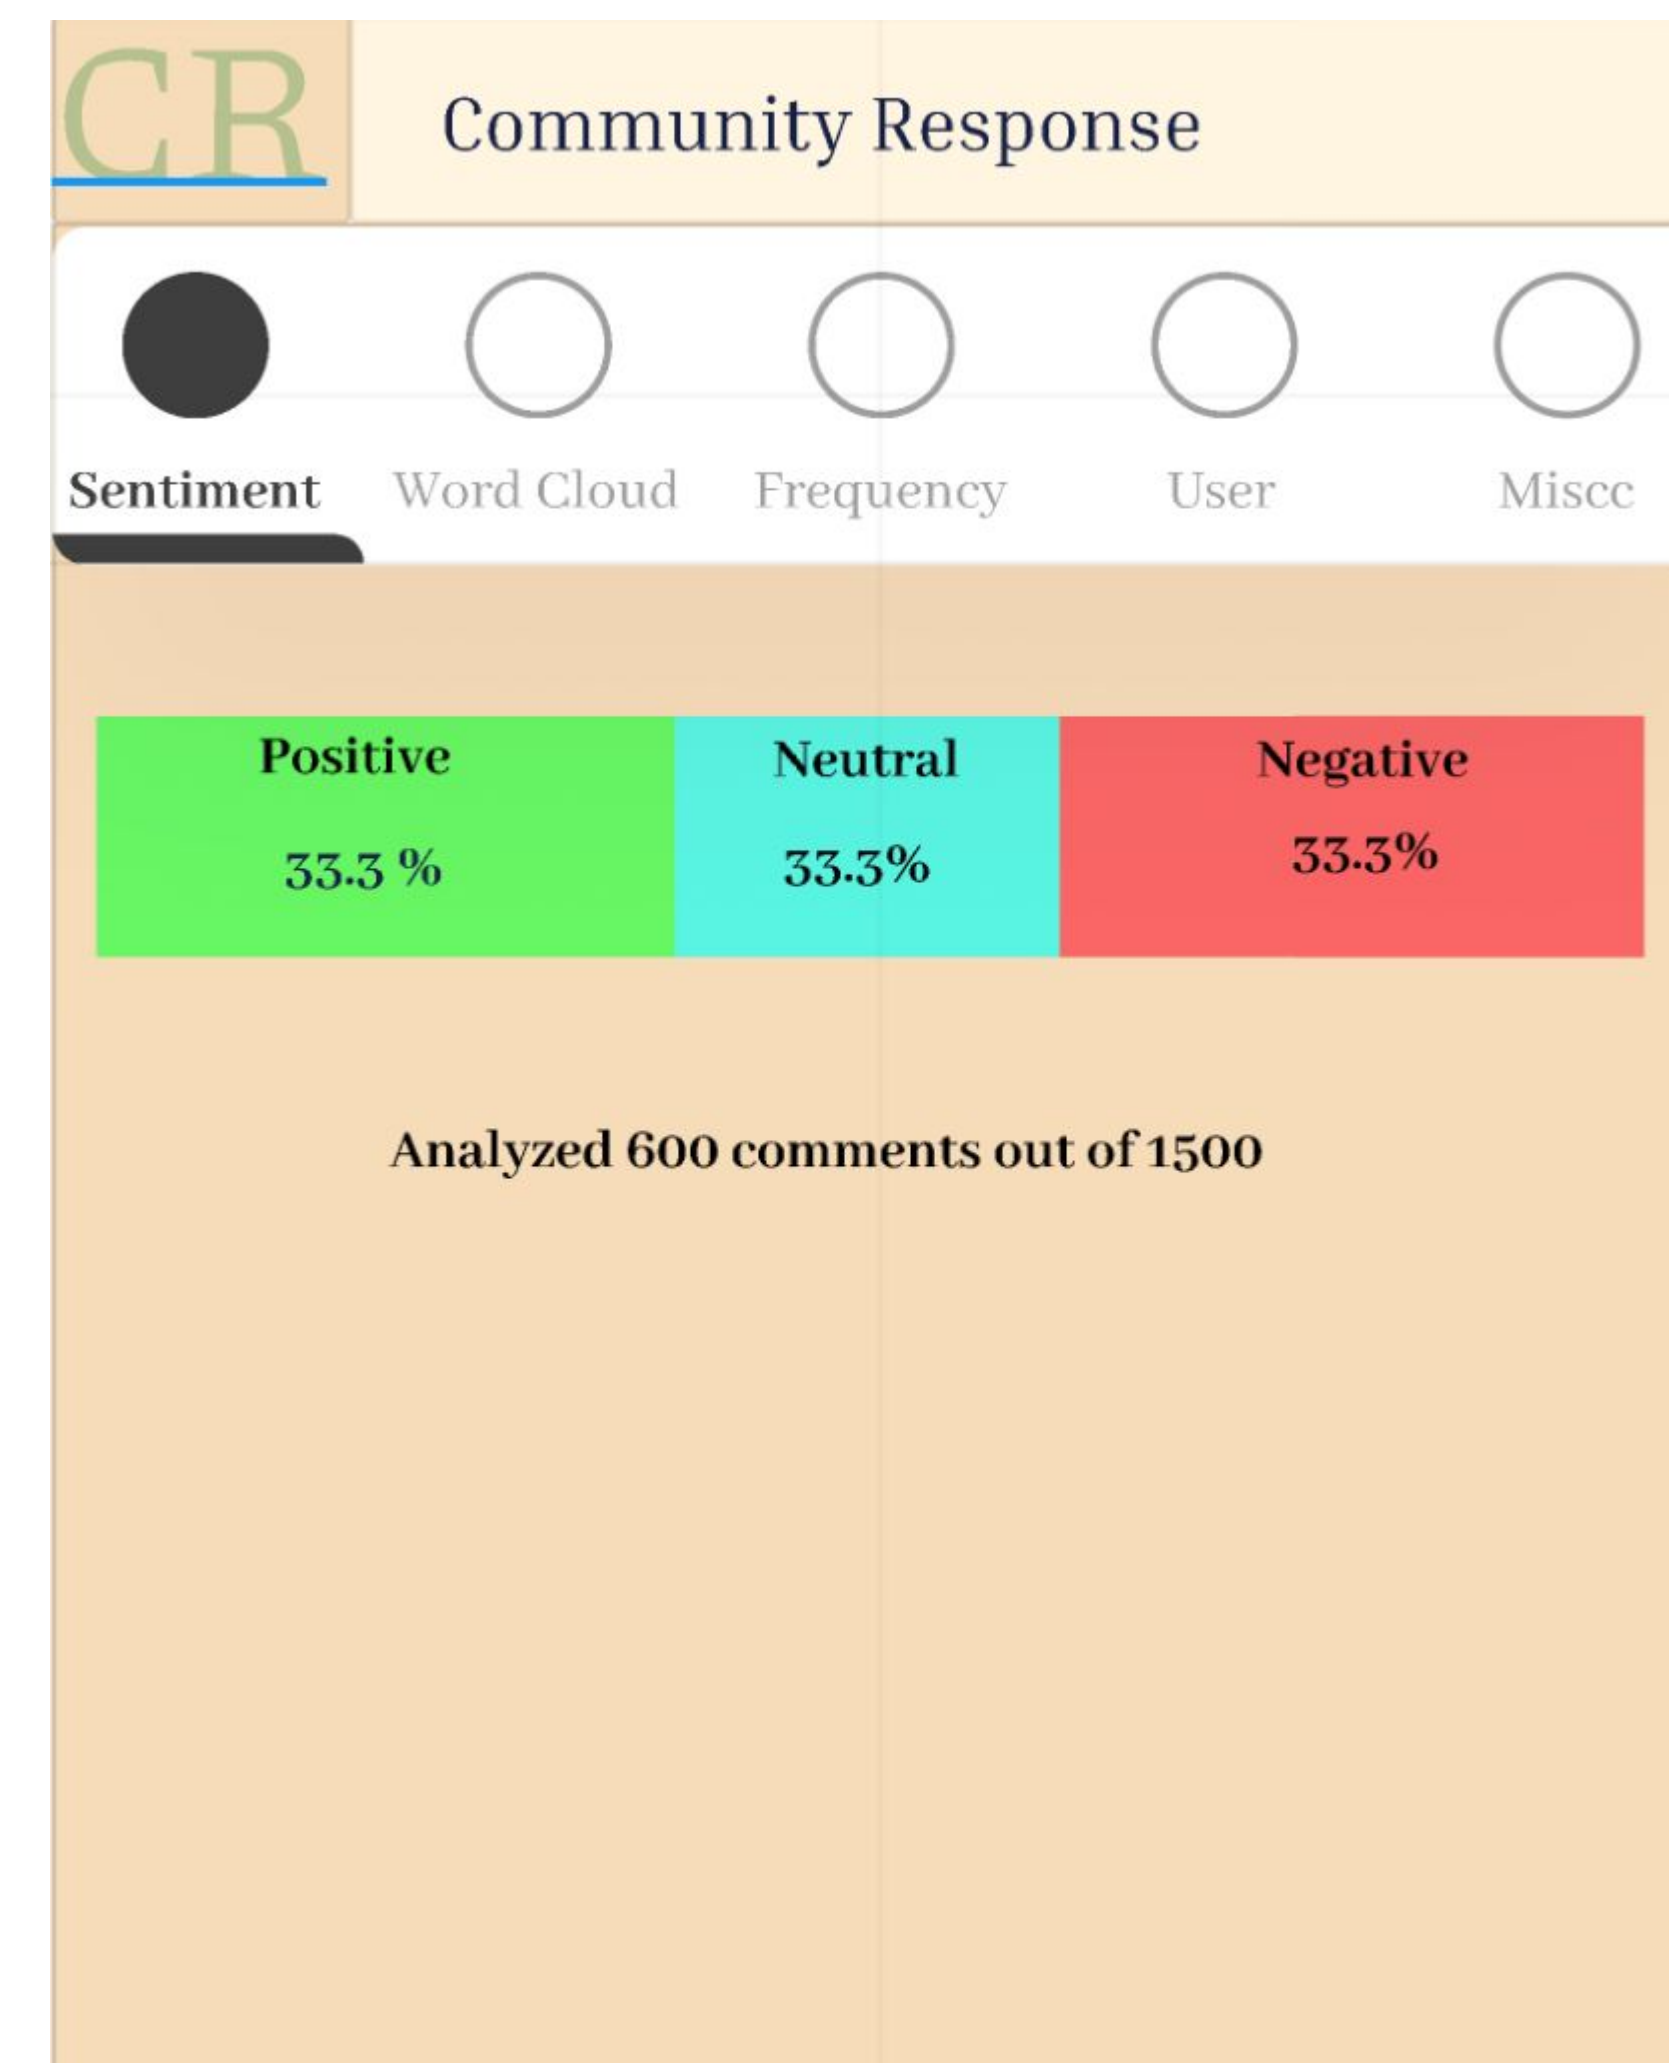 CR
Community Response
Sentiment Word Cloud Frequency User Miscc
Positive Neutral Negative
33.3 % 33.3% 33.3%
Analyzed 600 comments out of 1500